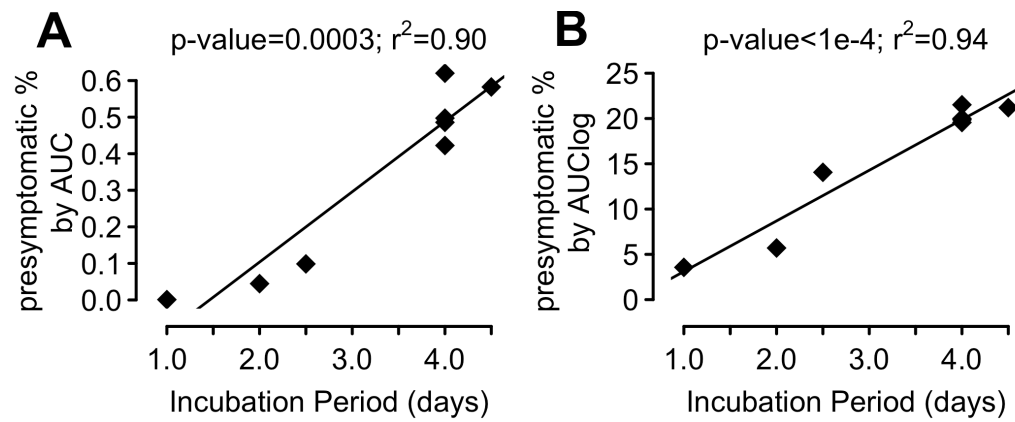 A
p-value=0.0003; r²=0.90
presymptomatic %
by AUC
0.6
0.5
0.4
0.3
0.2
0.1
0.0
1.0 2.0 3.0 4.0
Incubation Period (days)
B
p-value<1e-4; r²=0.94
presymptomatic %
by AUClog
25
20
15
10
5
0
1.0 2.0 3.0 4.0
Incubation Period (days)